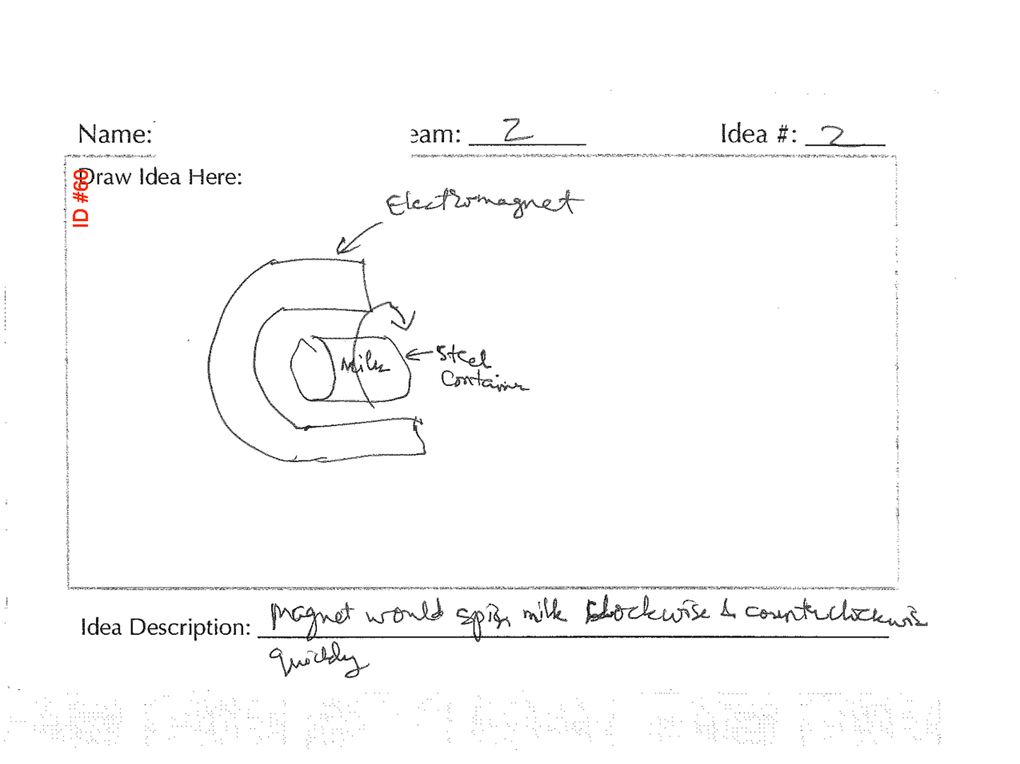 Name: eam: 2 Idea #: 2
ID #60
Draw Idea Here:
Electromagnet
Milk
Steel
Container
Idea Description: Magnet would spin milk clockwise & counterclockwise
quickly